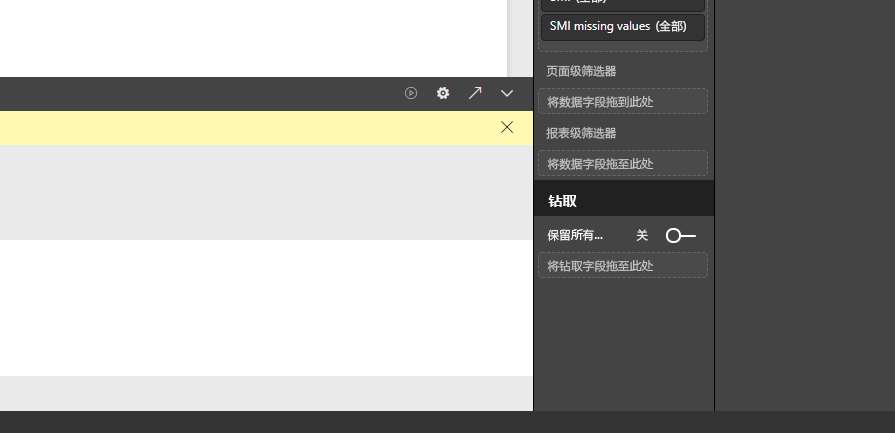 SMI missing values (全部)
页面级筛选器
将数据字段拖到此处
报表级筛选器
将数据字段拖至此处
钻取
保留所有... 关
将钻取字段拖至此处